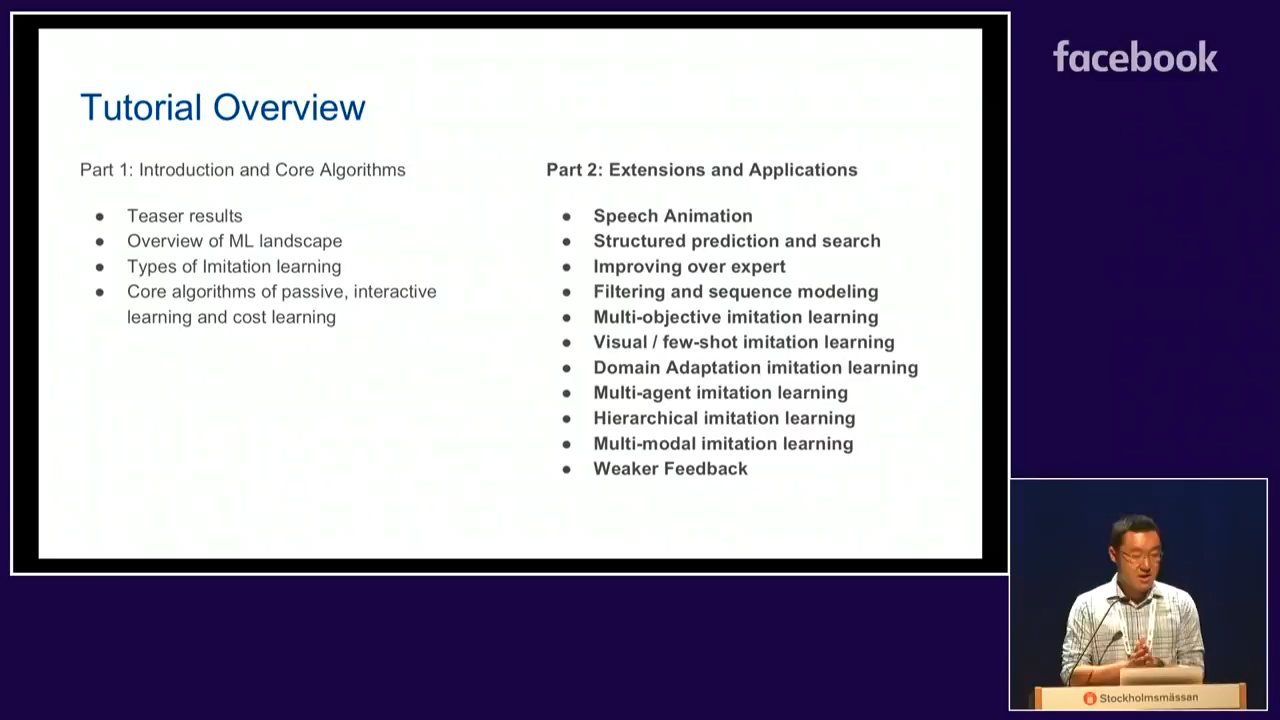 facebook
Tutorial Overview
Part 1: Introduction and Core Algorithms
● Teaser results
● Overview of ML landscape
● Types of Imitation learning
● Core algorithms of passive, interactive
learning and cost learning
Part 2: Extensions and Applications
● Speech Animation
● Structured prediction and search
● Improving over expert
● Filtering and sequence modeling
● Multi-objective imitation learning
● Visual / few-shot imitation learning
● Domain Adaptation imitation learning
● Multi-agent imitation learning
● Hierarchical imitation learning
● Multi-modal imitation learning
● Weaker Feedback
Stockholmsmässan